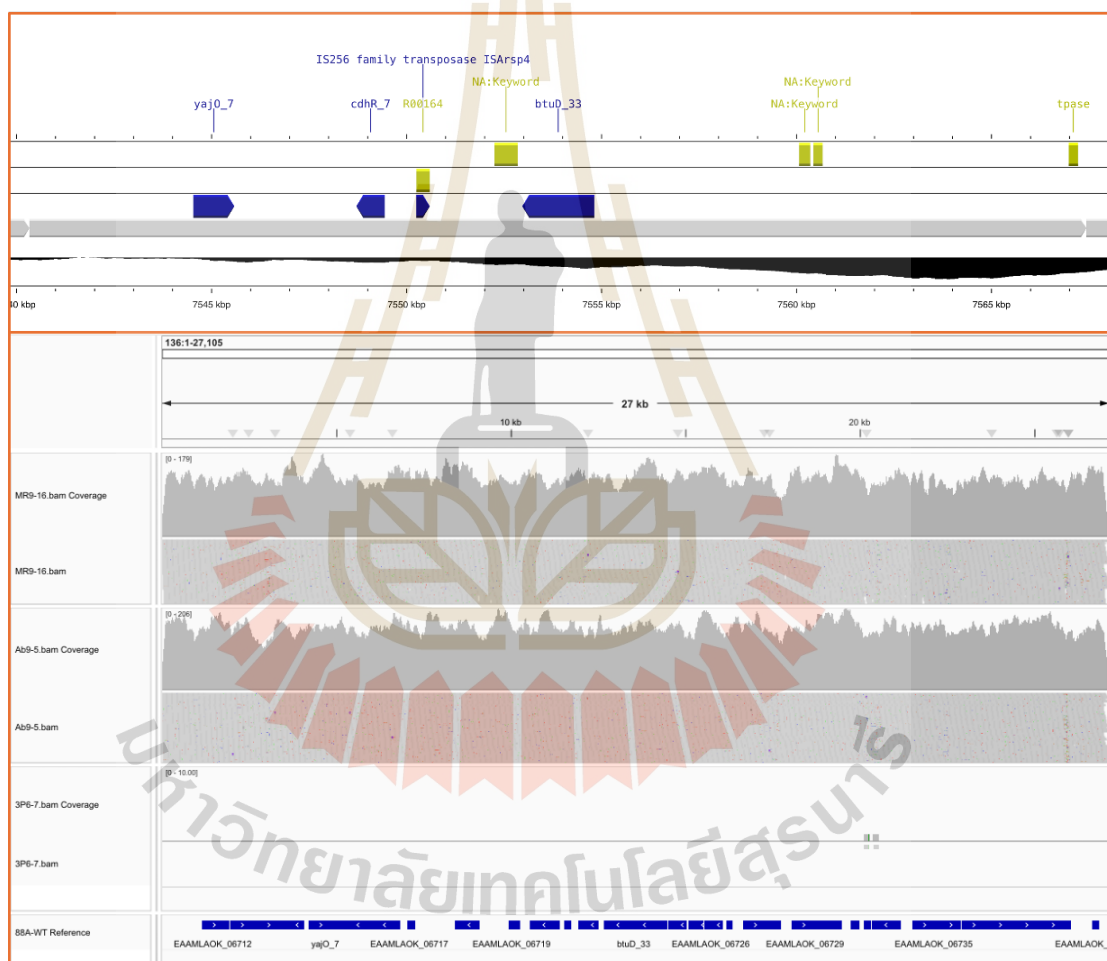 IS256 family transposase ISArsp4
NA:Keyword NA:Keyword
yajO_7 cdhR_7 R00164 btuD_33 NA:Keyword tpase
7545 kbp 7550 kbp 7555 kbp 7560 kbp 7565 kbp
136:1-27,105
27 kb
10 kb 20 kb
[0 - 179]
MR9-16.bam Coverage
MR9-16.bam
[0 - 206]
Ab9-5.bam Coverage
Ab9-5.bam
[0 - 10.00]
3P6-7.bam Coverage
3P6-7.bam
88A-WT Reference
EAAMLAOK_06712 yajO_7 EAAMLAOK_06717 EAAMLAOK_06719 btuD_33 EAAMLAOK_06726 EAAMLAOK_06729 EAAMLAOK_06735 EAAMLAOK_
มหาวิทยาลัยเทคโนโลยีสุรนารี